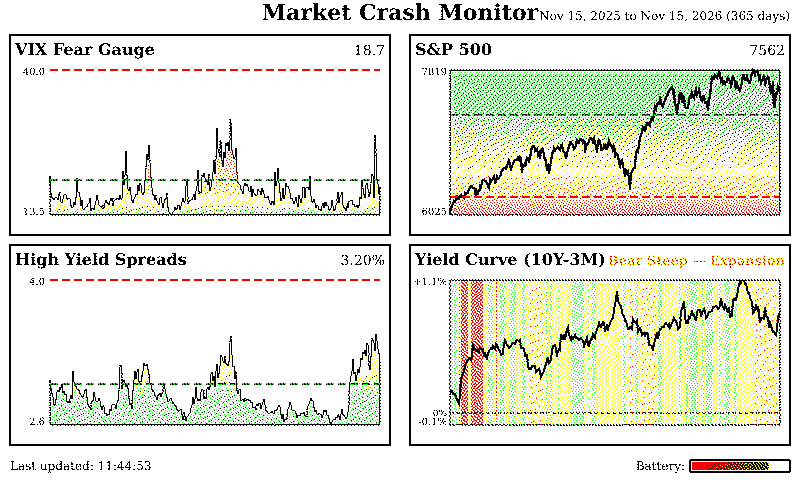 Market Crash Monitor Nov 15, 2025 to Nov 15, 2026 (365 days)
VIX Fear Gauge 18.7
40.0
13.5
S&P 500 7562
7819
6025
High Yield Spreads 3.20%
4.0
2.6
Yield Curve (10Y-3M) Bear Steep — Expansion
+1.1%
0%
-0.1%
Last updated: 11:44:53
Battery: